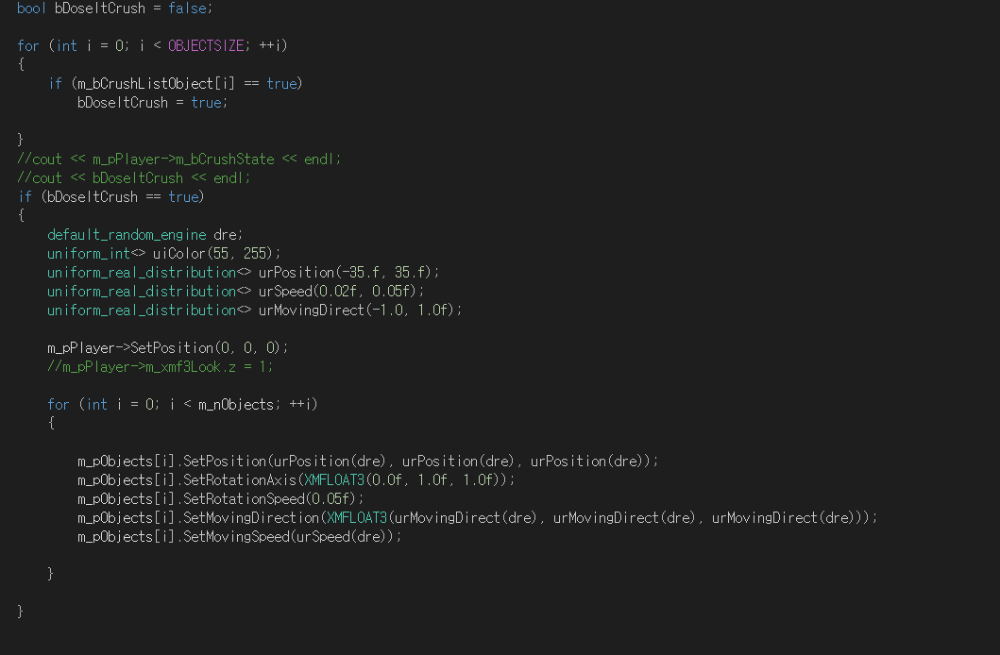 bool bDoseItCrush = false;
for (int i = 0; i < OBJECTSIZE; ++i)
{
if (m_bCrushListObject[i] == true)
bDoseItCrush = true;
}
//cout << m_pPlayer->m_bCrushState << endl;
//cout << bDoseItCrush << endl;
if (bDoseItCrush == true)
{
default_random_engine dre;
uniform_int<> uiColor(55, 255);
uniform_real_distribution<> urPosition(-35.f, 35.f);
uniform_real_distribution<> urSpeed(0.02f, 0.05f);
uniform_real_distribution<> urMovingDirect(-1.0, 1.0f);
m_pPlayer->SetPosition(0, 0, 0);
//m_pPlayer->m_xmf3Look.z = 1;
for (int i = 0; i < m_nObjects; ++i)
{
m_pObjects[i].SetPosition(urPosition(dre), urPosition(dre), urPosition(dre));
m_pObjects[i].SetRotationAxis(XMFLOAT3(0.0f, 1.0f, 1.0f));
m_pObjects[i].SetRotationSpeed(0.05f);
m_pObjects[i].SetMovingDirection(XMFLOAT3(urMovingDirect(dre), urMovingDirect(dre), urMovingDirect(dre)));
m_pObjects[i].SetMovingSpeed(urSpeed(dre));
}
}